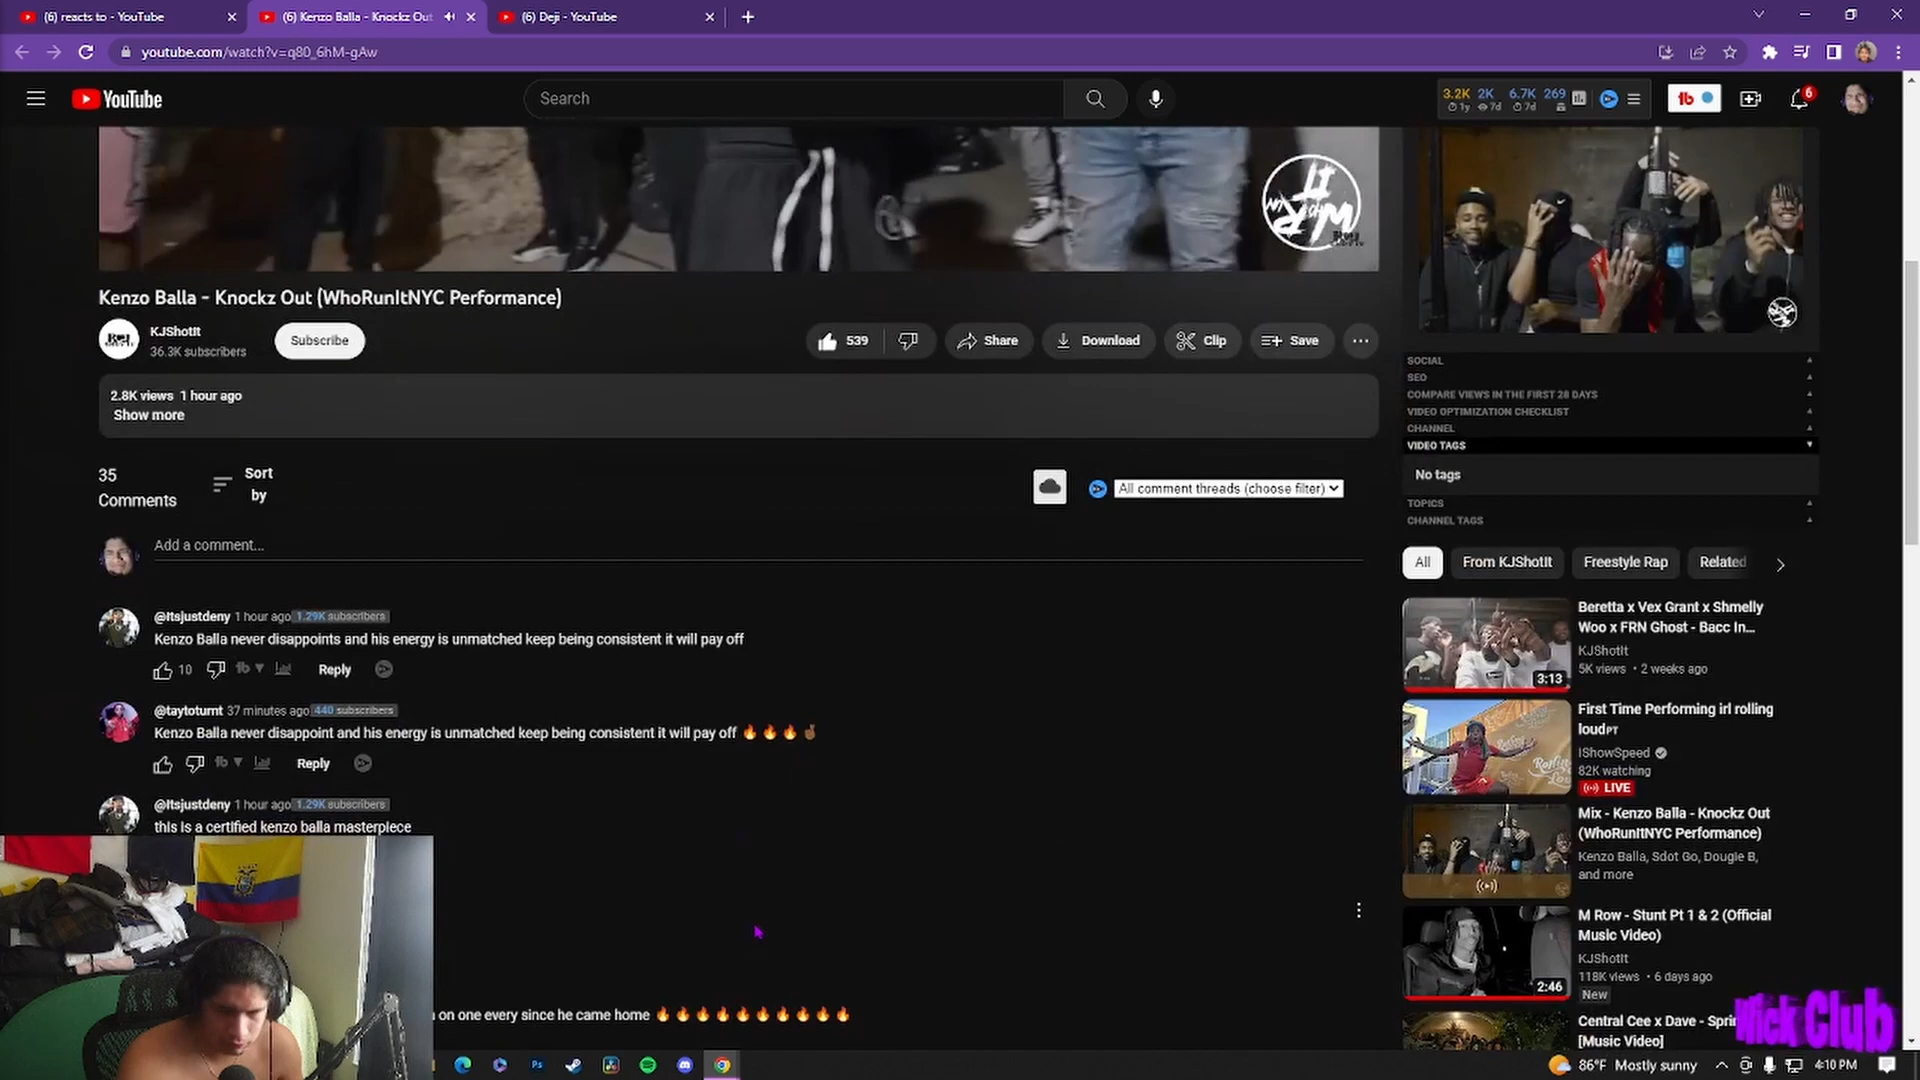 (6) reacts to - YouTube
(6) Kenzo Balla - Knockz Out
(6) Deji - YouTube
youtube.com/watch?v=q80_6hM-gAw
YouTube
Search
3.2K 2K 6.7K 269
1y 7d 7d
tb
6
Kenzo Balla - Knockz Out (WhoRunItNYC Performance)
KJShotIt
36.3K subscribers
Subscribe
539
Share
Download
Clip
Save
2.8K views 1 hour ago
Show more
35
Comments
Sort
by
All comment threads (choose filter)
Add a comment...
@Itsjustdeny 1 hour ago 1.29K subscribers
Kenzo Balla never disappoints and his energy is unmatched keep being consistent it will pay off
10
Reply
@taytoturnt 37 minutes ago 440 subscribers
Kenzo Balla never disappoint and his energy is unmatched keep being consistent it will pay off 🔥🔥🔥✌🏾
Reply
@Itsjustdeny 1 hour ago 1.29K subscribers
this is a certified kenzo balla masterpiece
on one every since he came home 🔥🔥🔥🔥🔥🔥🔥🔥🔥🔥
SOCIAL
SEO
COMPARE VIEWS IN THE FIRST 28 DAYS
VIDEO OPTIMIZATION CHECKLIST
CHANNEL
VIDEO TAGS
No tags
TOPICS
CHANNEL TAGS
All
From KJShotIt
Freestyle Rap
Related
Beretta x Vex Grant x Shmelly
Woo x FRN Ghost - Bacc In...
KJShotIt
5K views • 2 weeks ago
3:13
First Time Performing irl rolling
loud
IShowSpeed
82K watching
LIVE
Mix - Kenzo Balla - Knockz Out
(WhoRunItNYC Performance)
Kenzo Balla, Sdot Go, Dougie B,
and more
M Row - Stunt Pt 1 & 2 (Official
Music Video)
KJShotIt
118K views • 6 days ago
New
2:46
Central Cee x Dave -
[Music Video]
Wick Club
86°F Mostly sunny
4:10 PM